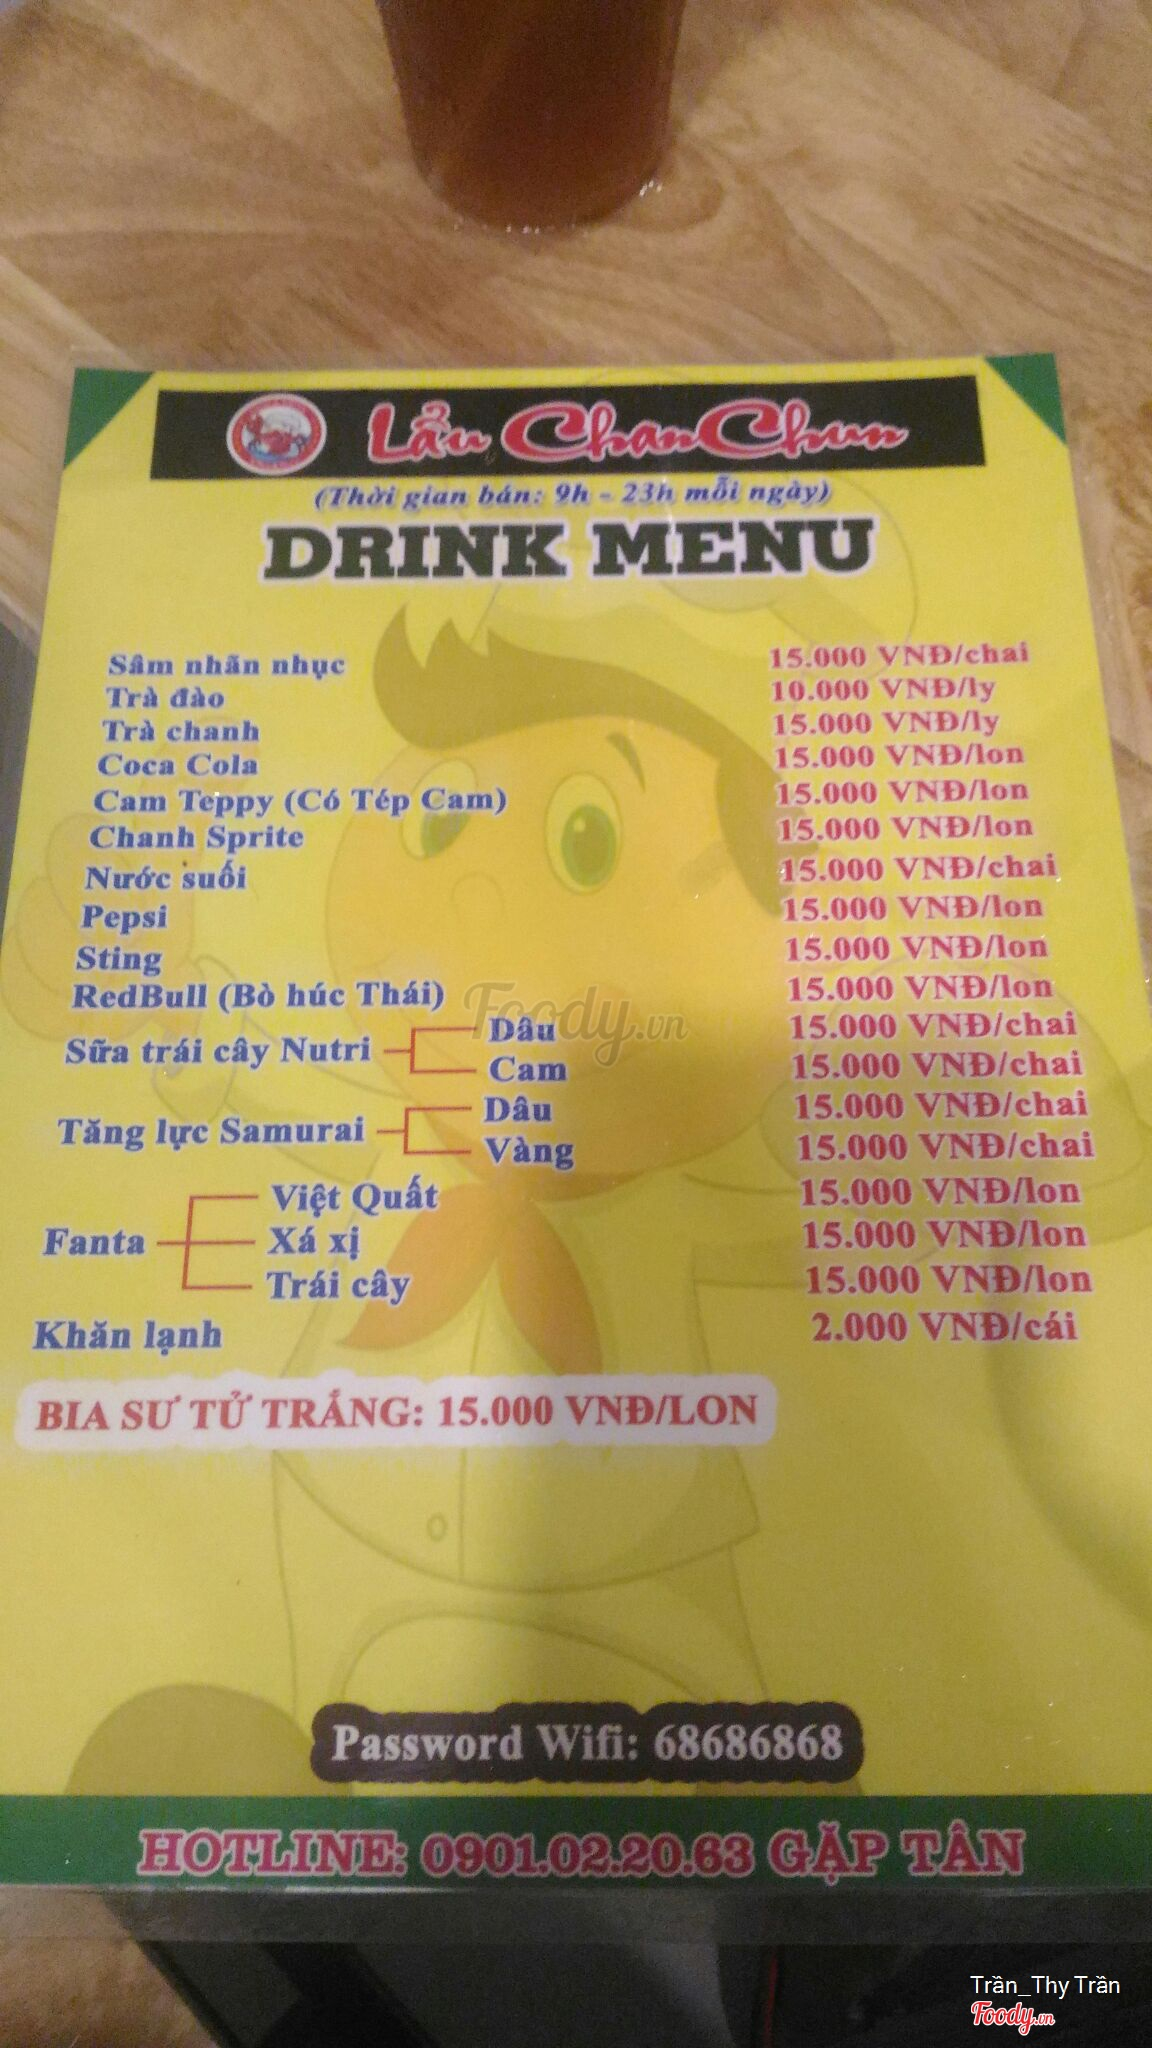 Lẩu ChanChun
(Thời gian bán: 9h - 23h mỗi ngày)
DRINK MENU
Sâm nhãn nhục 15.000 VNĐ/chai
Trà đào 10.000 VNĐ/ly
Trà chanh 15.000 VNĐ/ly
Coca Cola 15.000 VNĐ/lon
Cam Teppy (Có Tép Cam) 15.000 VNĐ/lon
Chanh Sprite 15.000 VNĐ/lon
Nước suối 15.000 VNĐ/chai
Pepsi 15.000 VNĐ/lon
Sting 15.000 VNĐ/lon
RedBull (Bò húc Thái) 15.000 VNĐ/lon
Sữa trái cây Nutri
Dâu 15.000 VNĐ/chai
Cam 15.000 VNĐ/chai
Tăng lực Samurai
Dâu 15.000 VNĐ/chai
Vàng 15.000 VNĐ/chai
Fanta
Việt Quất 15.000 VNĐ/lon
Xá xị 15.000 VNĐ/lon
Trái cây 15.000 VNĐ/lon
Khăn lạnh 2.000 VNĐ/cái
BIA SƯ TỬ TRẮNG: 15.000 VNĐ/LON
Password Wifi: 68686868
HOTLINE: 0901.02.20.63 GẶP TÂN
Foody.vn
Trần_Thy Trần
Foody.vn